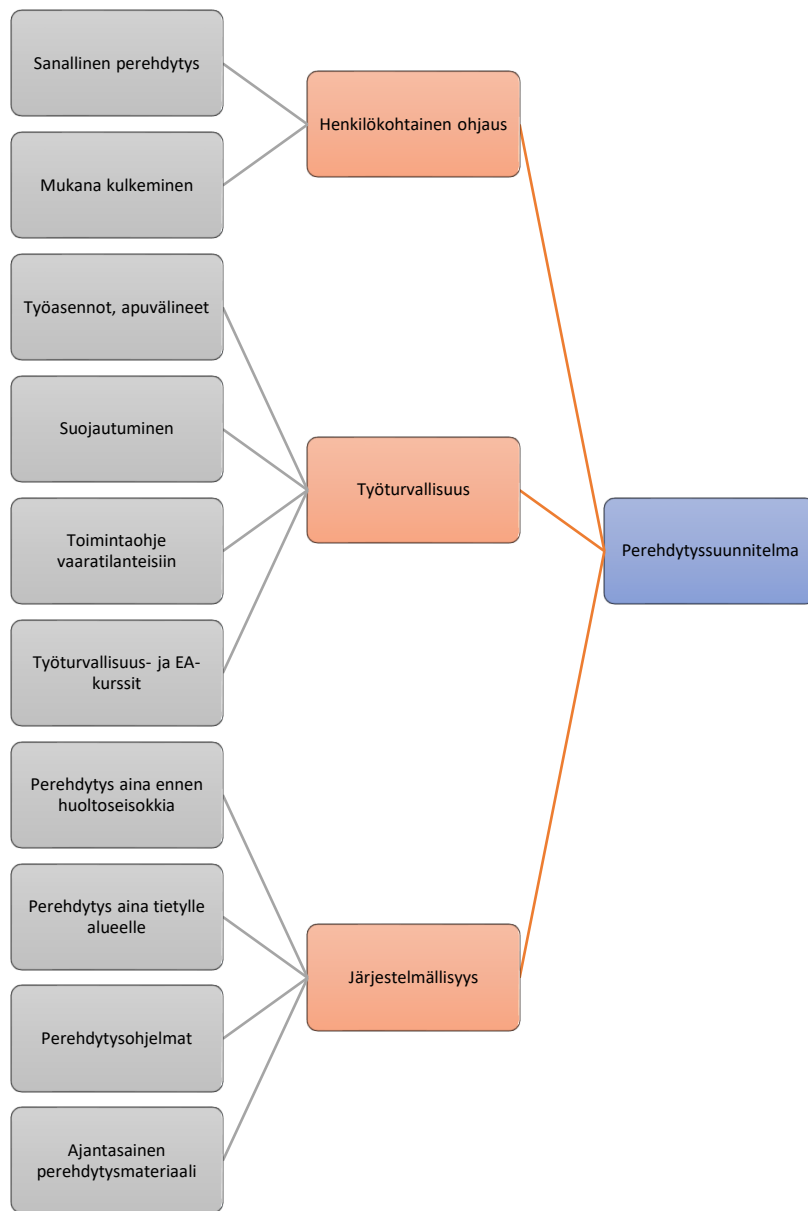 Sanallinen perehdytys
Mukana kulkeminen
Henkilökohtainen ohjaus
Työasennot, apuvälineet
Suojautuminen
Toimintaohje
vaaratilanteisiin
Työturvallisuus- ja EA-
kurssit
Työturvallisuus
Perehdytys aina ennen
huoltoseisokkia
Perehdytys aina tietylle
alueelle
Perehdytysohjelmat
Ajantasainen
perehdytysmateriaali
Järjestelmällisyys
Perehdytyssuunnitelma